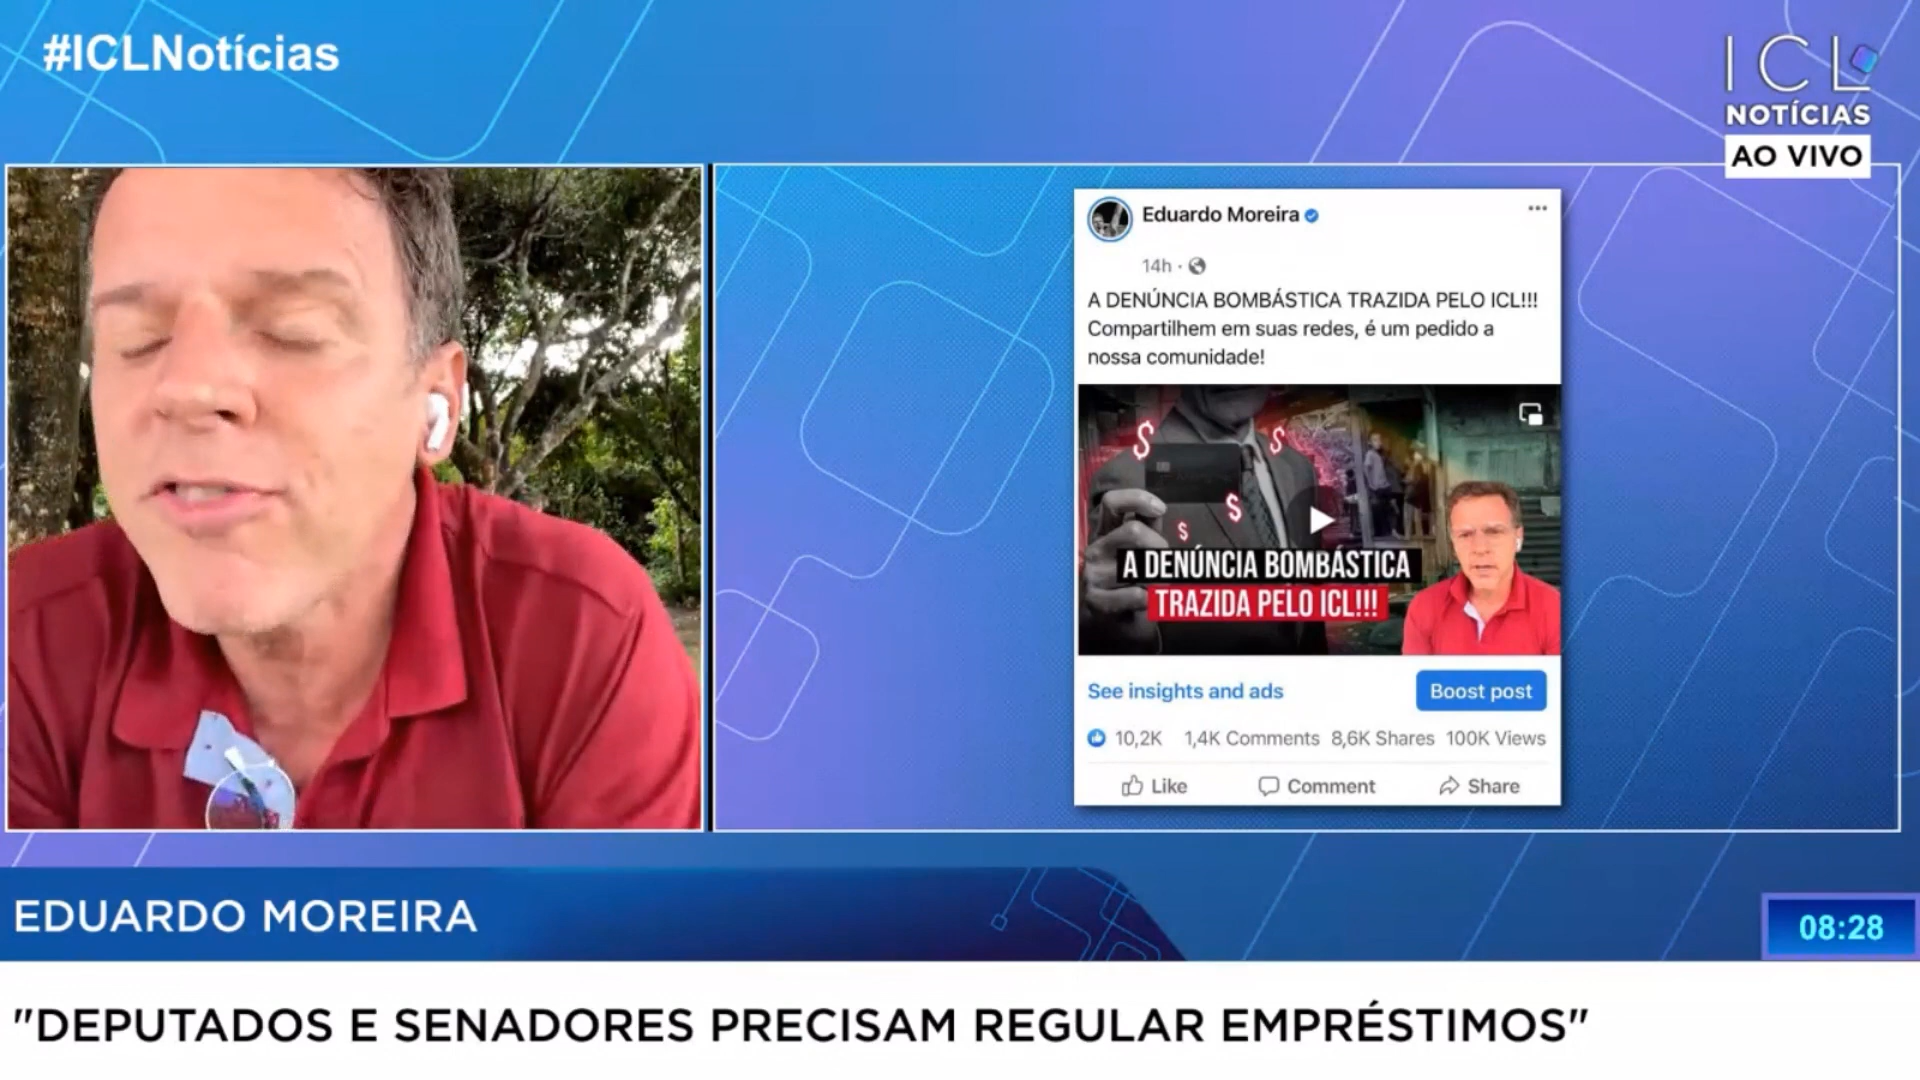 #ICLNotícias
ICL
NOTÍCIAS
AO VIVO
Eduardo Moreira
14h ·
A DENÚNCIA BOMBÁSTICA TRAZIDA PELO ICL!!!
Compartilhem em suas redes, é um pedido a
nossa comunidade!
$ $
$
$
A DENÚNCIA BOMBÁSTICA
TRAZIDA PELO ICL!!!
See insights and ads
Boost post
10,2K 1,4K Comments 8,6K Shares 100K Views
Like Comment Share
EDUARDO MOREIRA
08:28
"DEPUTADOS E SENADORES PRECISAM REGULAR EMPRÉSTIMOS"